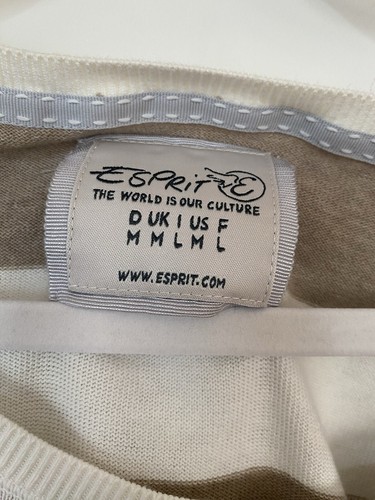 ESPRIT E
THE WORLD IS OUR CULTURE
D UK I US F
M M L M L
WWW.ESPRIT.COM